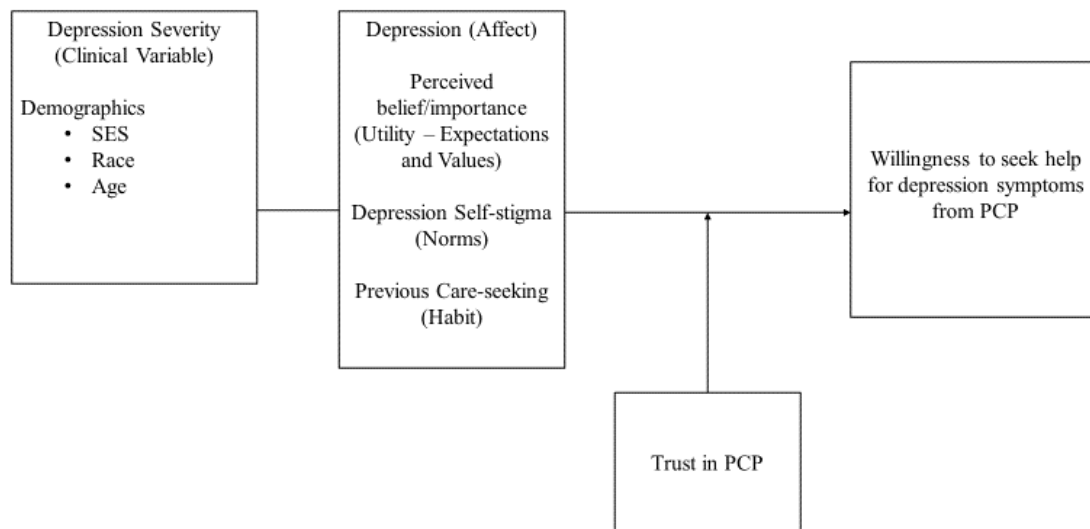 Depression Severity
(Clinical Variable)
Demographics
• SES
• Race
• Age
Depression (Affect)
Perceived
belief/importance
(Utility – Expectations
and Values)
Depression Self-stigma
(Norms)
Previous Care-seeking
(Habit)
Willingness to seek help
for depression symptoms
from PCP
Trust in PCP